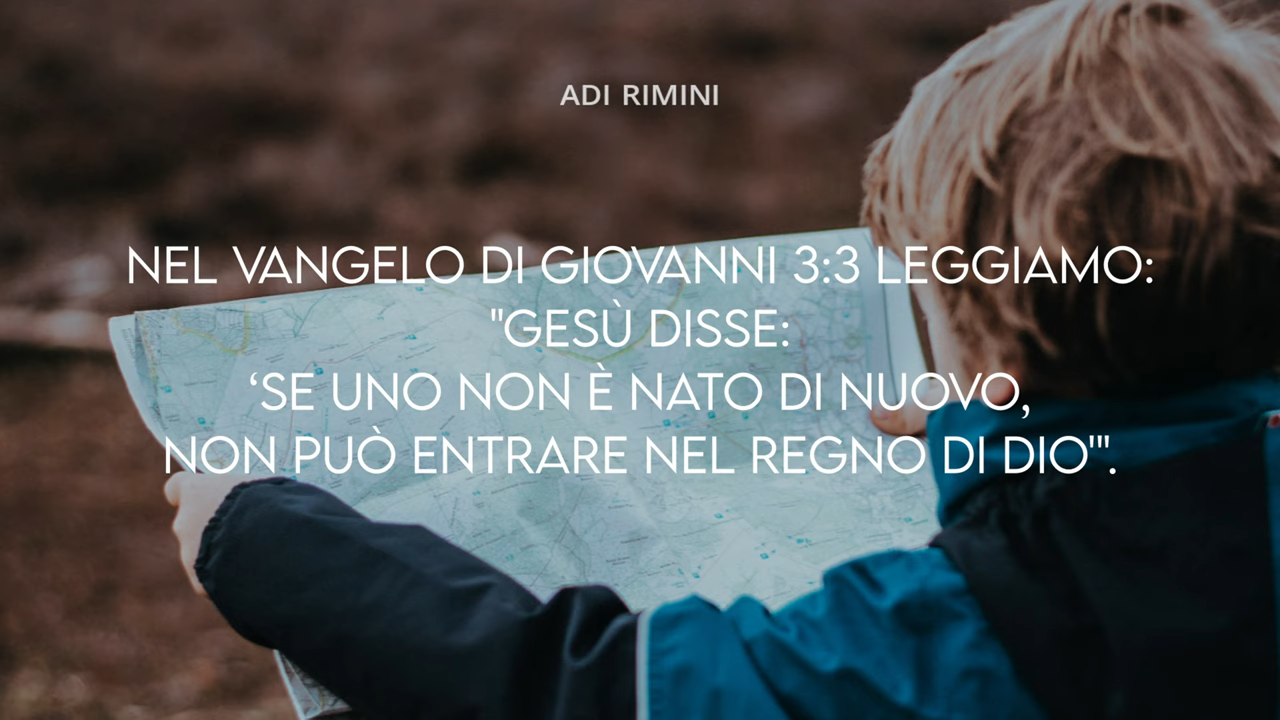 ADI RIMINI
NEL VANGELO DI GIOVANNI 3:3 LEGGIAMO:
"GESÙ DISSE:
‘SE UNO NON È NATO DI NUOVO,
NON PUÒ ENTRARE NEL REGNO DI DIO'".